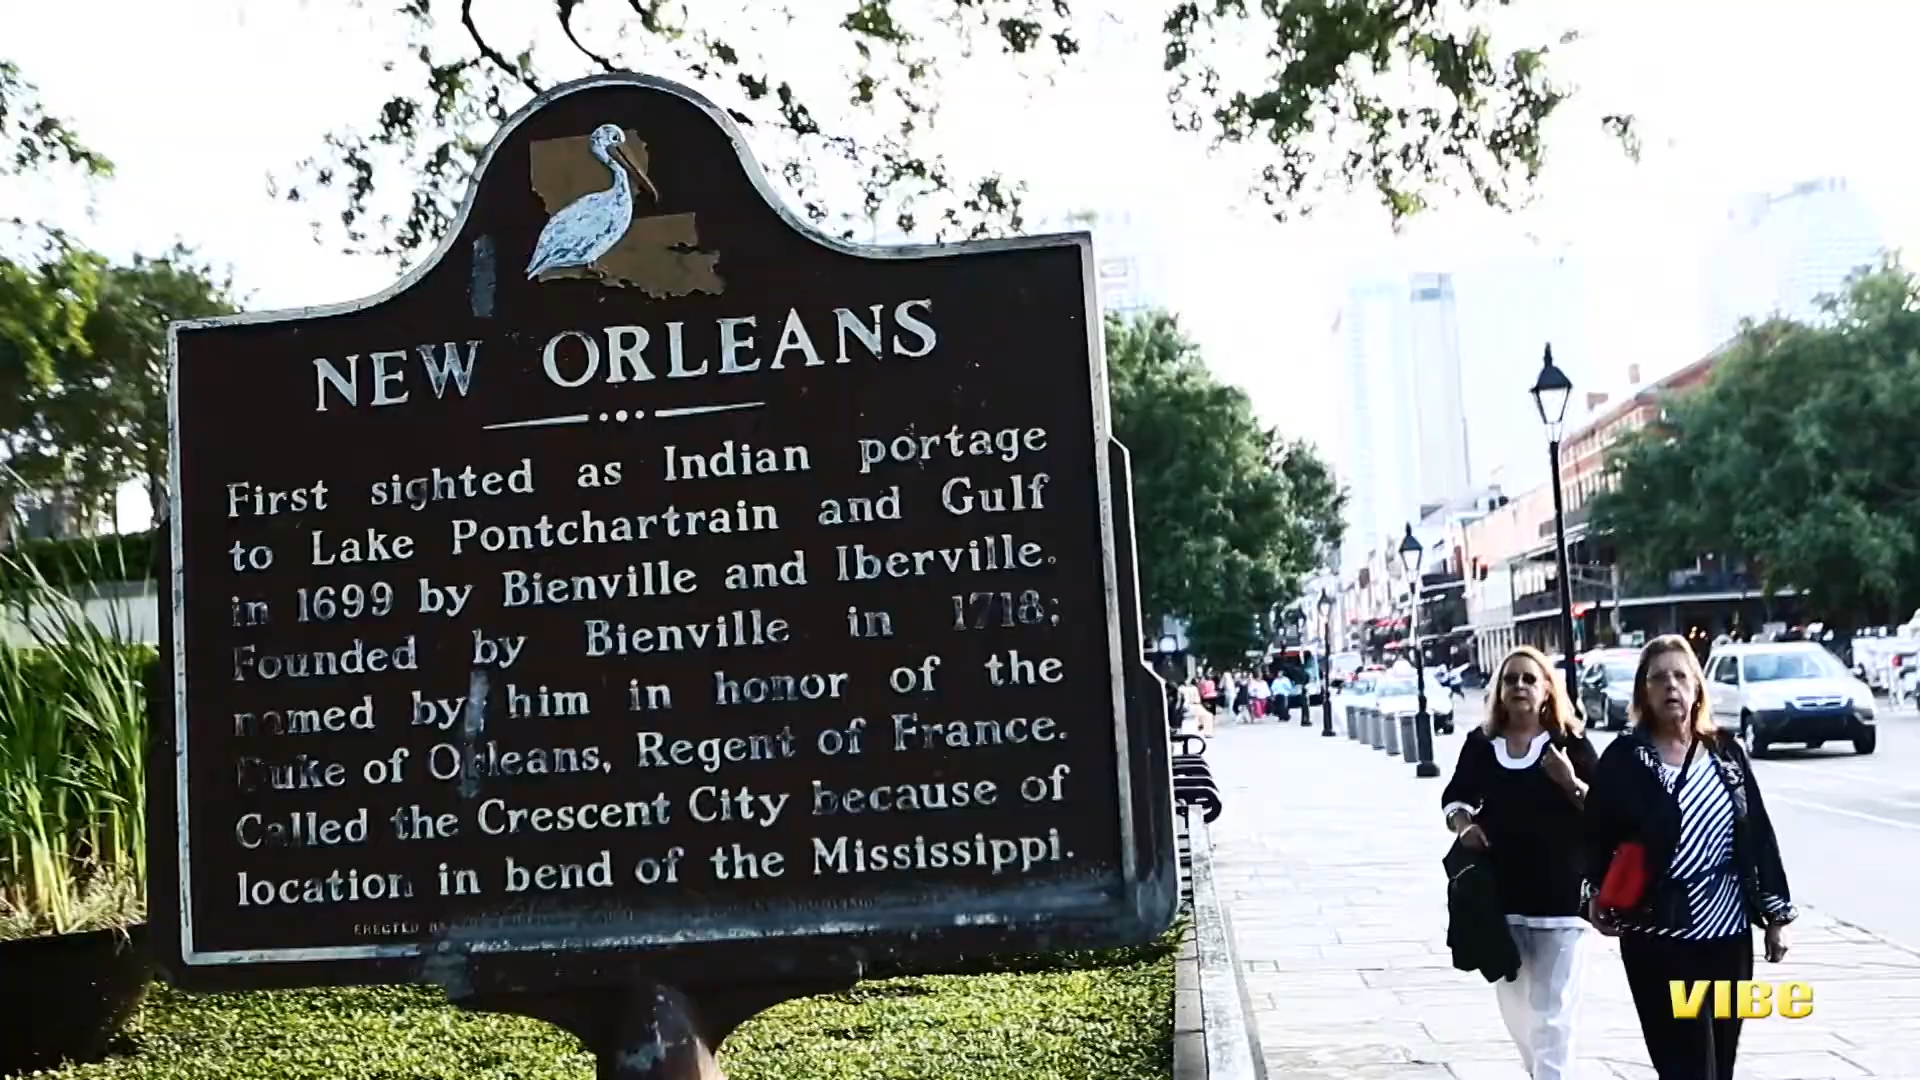 NEW ORLEANS
First sighted as Indian portage
to Lake Pontchartrain and Gulf
in 1699 by Bienville and Iberville.
Founded by Bienville in 1718;
named by him in honor of the
Duke of Orleans, Regent of France.
Called the Crescent City because of
location in bend of the Mississippi.
ERECTED
VIBe